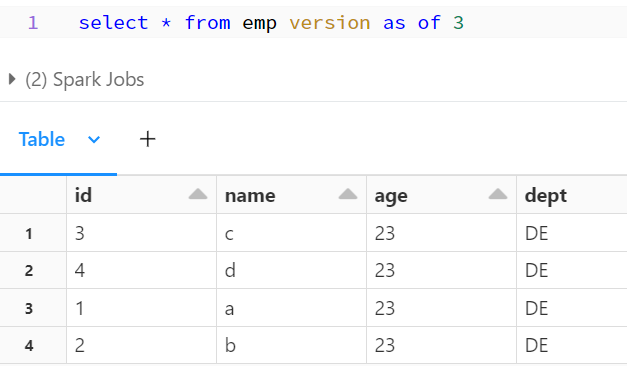 1 select * from emp version as of 3
(2) Spark Jobs
Table +
id name age dept
1 3 c 23 DE
2 4 d 23 DE
3 1 a 23 DE
4 2 b 23 DE